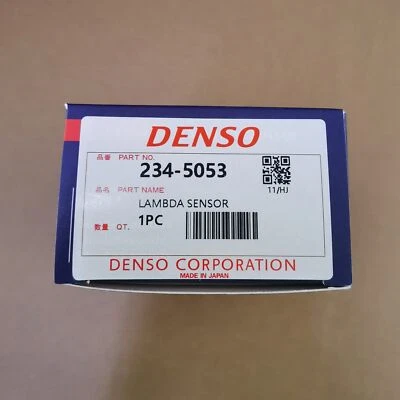 DENSO
品番 PART NO.
234-5053
品名 PART NAME
11/HJ
LAMBDA SENSOR
数量 QT. 1PC
DENSO CORPORATION
MADE IN JAPAN